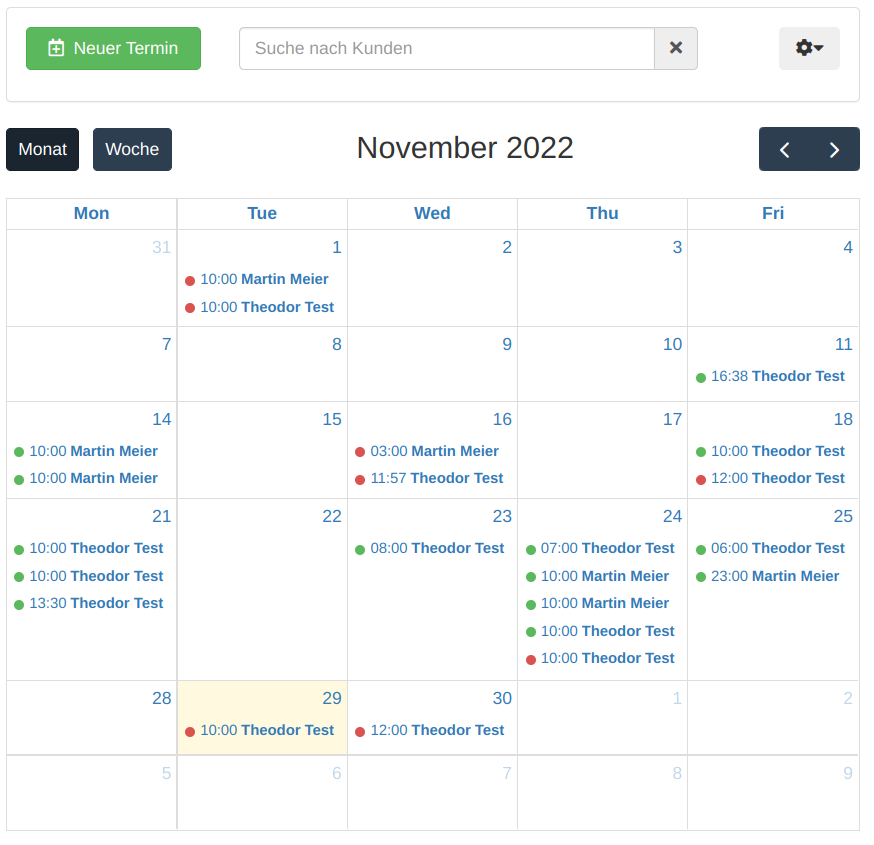 Neuer Termin
Suche nach Kunden
Monat
Woche
November 2022
Mon Tue Wed Thu Fri
31 1 2 3 4
10:00 Martin Meier
10:00 Theodor Test
7 8 9 10 11
16:38 Theodor Test
14 15 16 17 18
10:00 Martin Meier 03:00 Martin Meier 10:00 Theodor Test
10:00 Martin Meier 11:57 Theodor Test 12:00 Theodor Test
21 22 23 24 25
10:00 Theodor Test 08:00 Theodor Test 07:00 Theodor Test 06:00 Theodor Test
10:00 Theodor Test 10:00 Martin Meier 23:00 Martin Meier
13:30 Theodor Test 10:00 Martin Meier
10:00 Theodor Test
10:00 Theodor Test
28 29 30 1 2
10:00 Theodor Test 12:00 Theodor Test
5 6 7 8 9